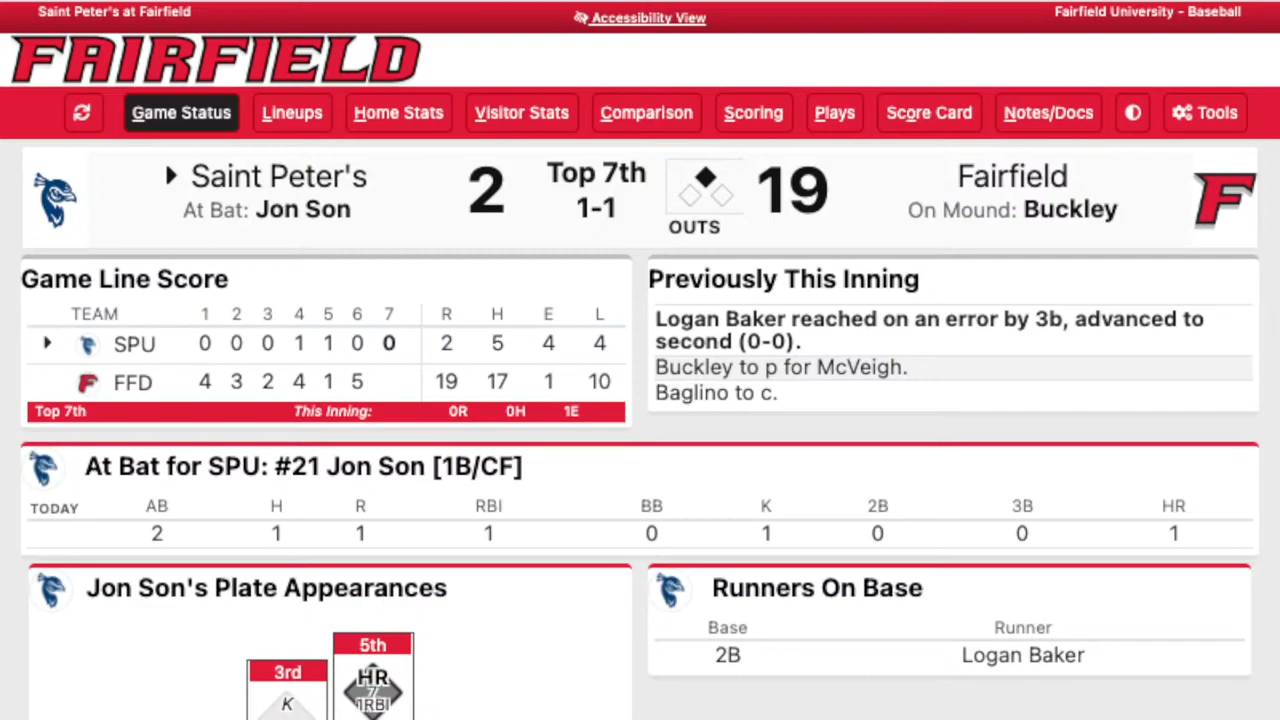 Saint Peter's at Fairfield
Accessibility View
Fairfield University - Baseball
FAIRFIELD
Game Status Lineups Home Stats Visitor Stats Comparison Scoring Plays Score Card Notes/Docs Tools
Saint Peter's
At Bat: Jon Son
2
Top 7th
1-1
OUTS
19
Fairfield
On Mound: Buckley
F
Game Line Score
TEAM 1 2 3 4 5 6 7 R H E L
SPU 0 0 0 1 1 0 0 2 5 4 4
F FFD 4 3 2 4 1 5 19 17 1 10
Top 7th This Inning: 0R 0H 1E
Previously This Inning
Logan Baker reached on an error by 3b, advanced to
second (0-0).
Buckley to p for McVeigh.
Baglino to c.
At Bat for SPU: #21 Jon Son [1B/CF]
TODAY AB H R RBI BB K 2B 3B HR
2 1 1 1 0 1 0 0 1
Jon Son's Plate Appearances
3rd
K
5th
HR
7/
1RBI
Runners On Base
Base Runner
2B Logan Baker